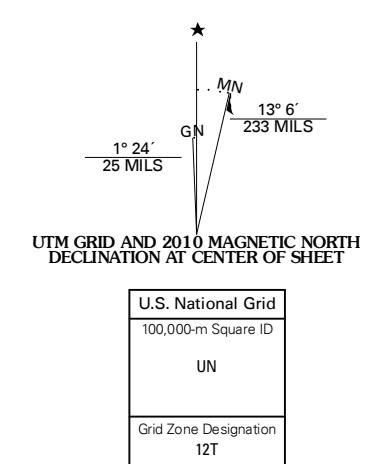 MN
13° 6´
233 MILS
GN
1° 24´
25 MILS
UTM GRID AND 2010 MAGNETIC NORTH
DECLINATION AT CENTER OF SHEET
U.S. National Grid
100,000-m Square ID
UN
Grid Zone Designation
12T